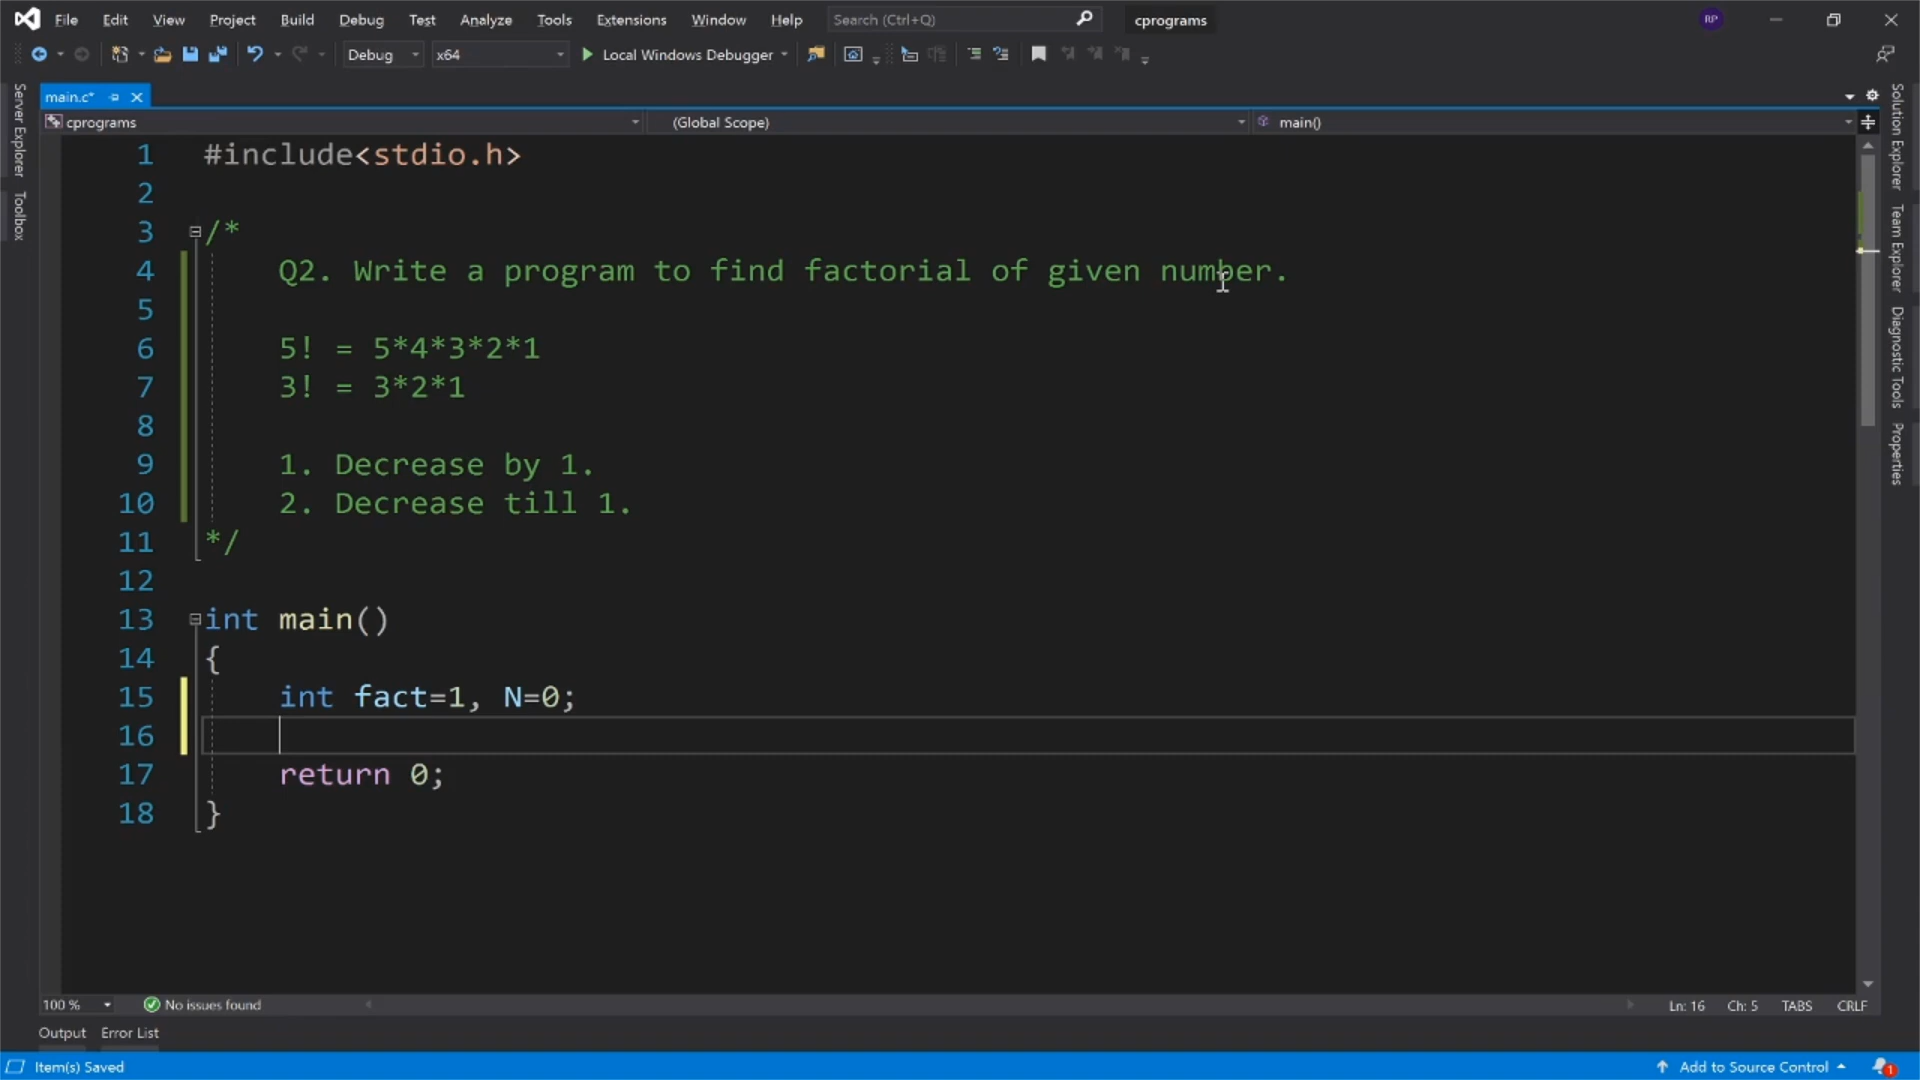 File Edit View Project Build Debug Test Analyze Tools Extensions Window Help Search (Ctrl+Q) cprograms RP
Debug x64 Local Windows Debugger
main.c*
cprograms (Global Scope) main()
1 #include<stdio.h>
2
3 /*
4 Q2. Write a program to find factorial of given number.
5
6 5! = 5*4*3*2*1
7 3! = 3*2*1
8
9 1. Decrease by 1.
10 2. Decrease till 1.
11 */
12
13 int main()
14 {
15 int fact=1, N=0;
16
17 return 0;
18 }
Server Explorer
Toolbox
Solution Explorer
Team Explorer
Diagnostic Tools
Properties
100 % No issues found Ln: 16 Ch: 5 TABS CRLF
Output Error List
Item(s) Saved Add to Source Control 1